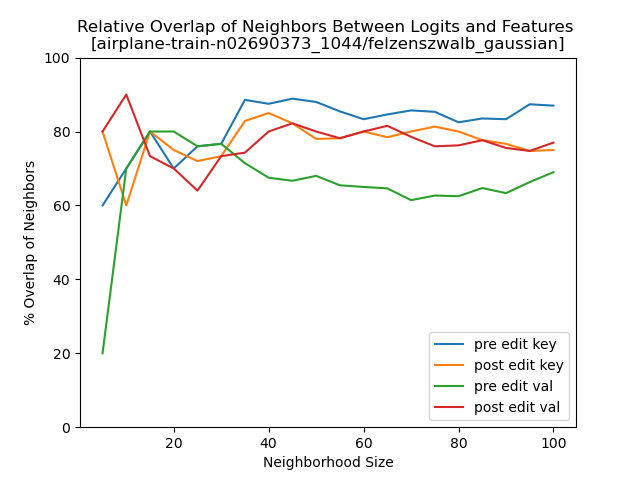 Relative Overlap of Neighbors Between Logits and Features
[airplane-train-n02690373_1044/felzenszwalb_gaussian]
100
80
60
40
20
0
% Overlap of Neighbors
20 40 60 80 100
Neighborhood Size
pre edit key
post edit key
pre edit val
post edit val